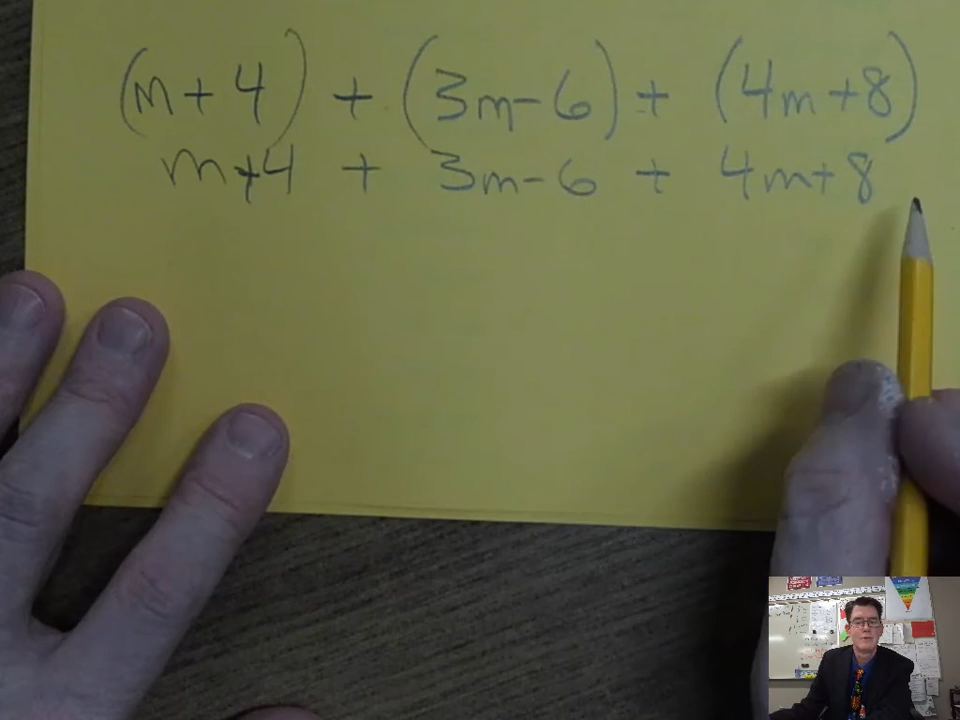 (m + 4) + (3m - 6) + (4m + 8)
m + 4 + 3m - 6 + 4m + 8